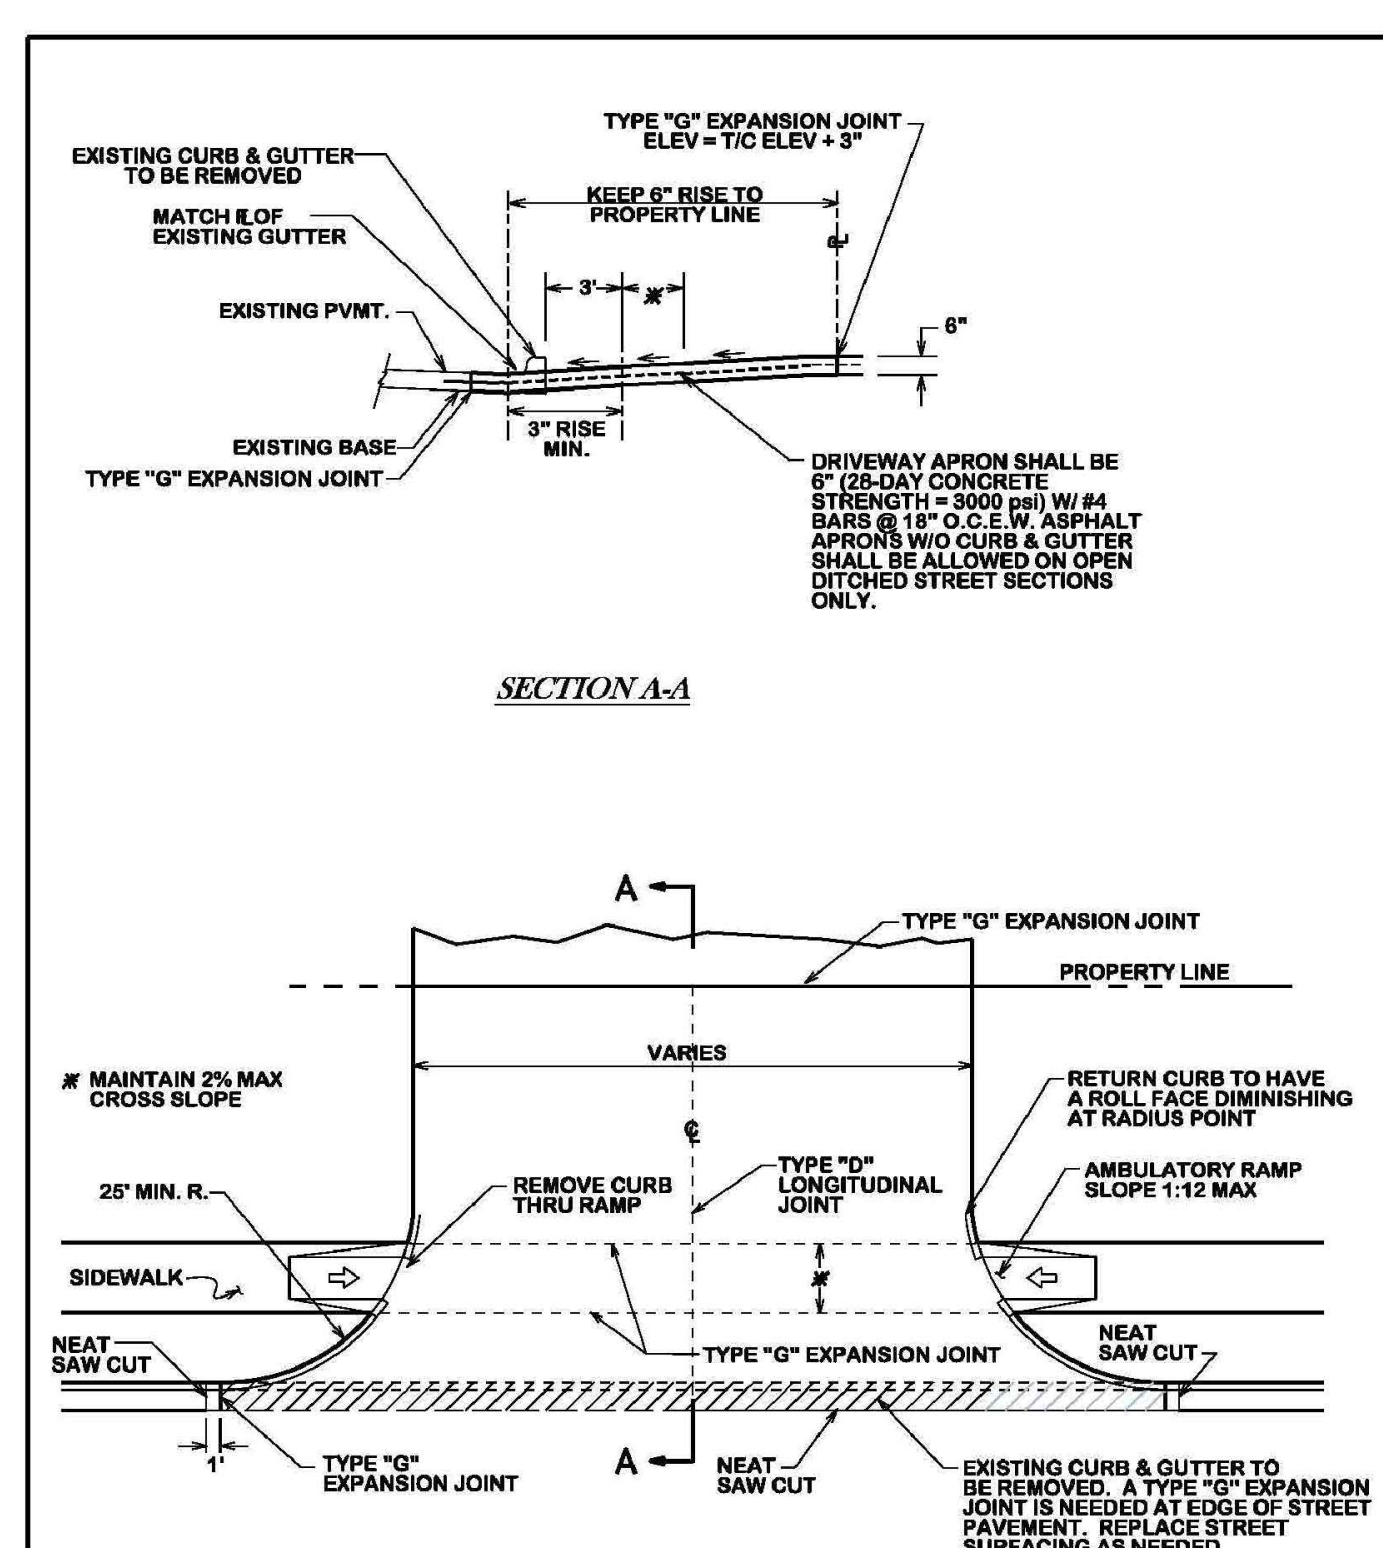 TYPE "G" EXPANSION JOINT
ELEV = T/C ELEV + 3"
EXISTING CURB & GUTTER
TO BE REMOVED
KEEP 6" RISE TO
PROPERTY LINE
MATCH FL OF
EXISTING GUTTER
PL
3'
*
EXISTING PVMT.
6"
3" RISE
MIN.
EXISTING BASE
TYPE "G" EXPANSION JOINT
DRIVEWAY APRON SHALL BE
6" (28-DAY CONCRETE
STRENGTH = 3000 psi) W/ #4
BARS @ 18" O.C.E.W. ASPHALT
APRONS W/O CURB & GUTTER
SHALL BE ALLOWED ON OPEN
DITCHED STREET SECTIONS
ONLY.
SECTION A-A
A
TYPE "G" EXPANSION JOINT
PROPERTY LINE
VARIES
* MAINTAIN 2% MAX
CROSS SLOPE
RETURN CURB TO HAVE
A ROLL FACE DIMINISHING
AT RADIUS POINT
CL
TYPE "D"
LONGITUDINAL
JOINT
AMBULATORY RAMP
SLOPE 1:12 MAX
25' MIN. R.
REMOVE CURB
THRU RAMP
SIDEWALK
*
NEAT
SAW CUT
TYPE "G" EXPANSION JOINT
NEAT
SAW CUT
1'
TYPE "G"
EXPANSION JOINT
A
NEAT
SAW CUT
EXISTING CURB & GUTTER TO
BE REMOVED. A TYPE "G" EXPANSION
JOINT IS NEEDED AT EDGE OF STREET
PAVEMENT. REPLACE STREET
SURFACING AS NEEDED